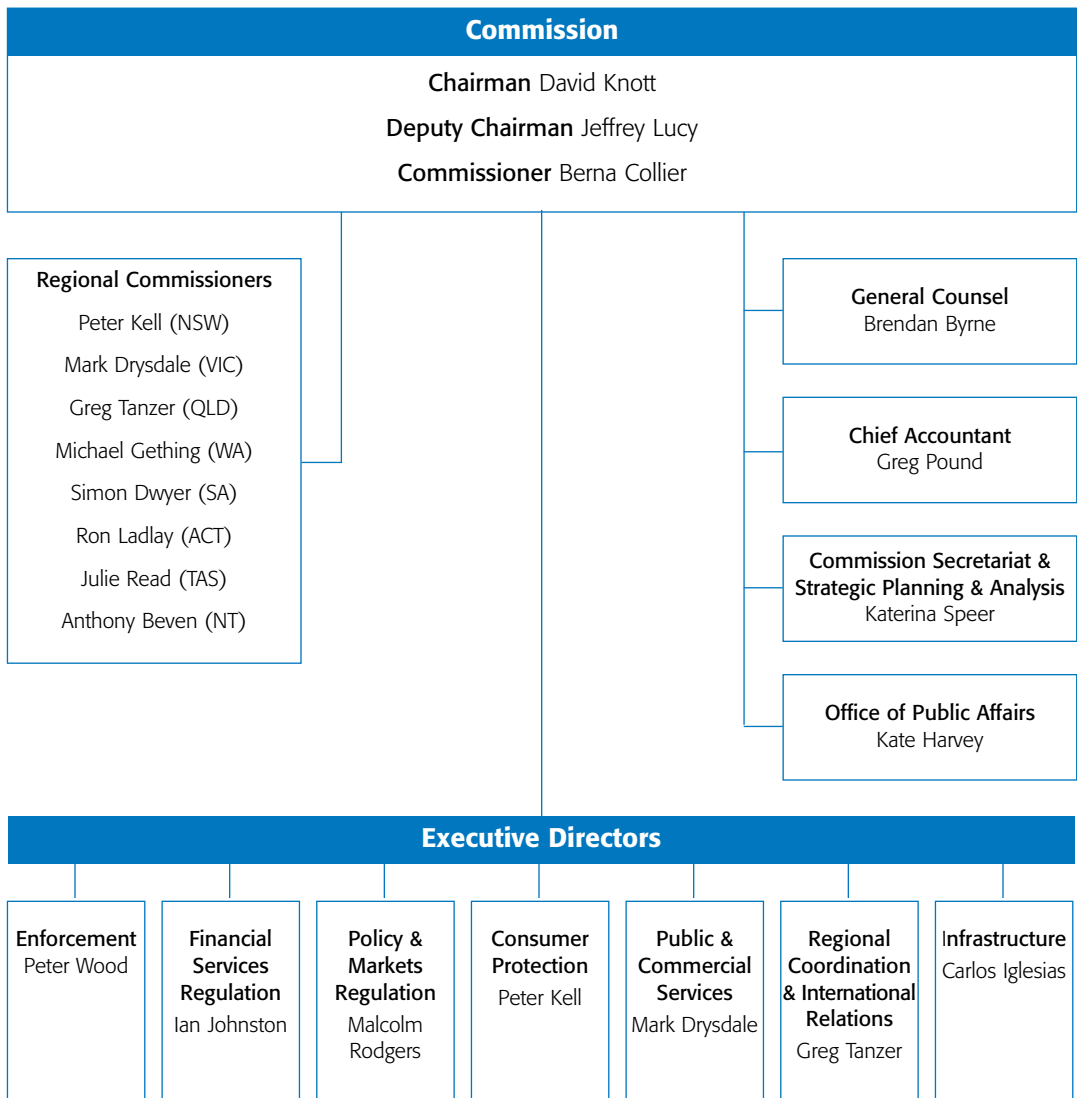 Commission
Chairman David Knott
Deputy Chairman Jeffrey Lucy
Commissioner Berna Collier
Regional Commissioners
Peter Kell (NSW)
Mark Drysdale (VIC)
Greg Tanzer (QLD)
Michael Gething (WA)
Simon Dwyer (SA)
Ron Ladlay (ACT)
Julie Read (TAS)
Anthony Beven (NT)
General Counsel
Brendan Byrne
Chief Accountant
Greg Pound
Commission Secretariat &
Strategic Planning & Analysis
Katerina Speer
Office of Public Affairs
Kate Harvey
Executive Directors
Enforcement
Peter Wood
Financial
Services
Regulation
Ian Johnston
Policy &
Markets
Regulation
Malcolm
Rodgers
Consumer
Protection
Peter Kell
Public &
Commercial
Services
Mark Drysdale
Regional
Coordination
& International
Relations
Greg Tanzer
Infrastructure
Carlos Iglesias